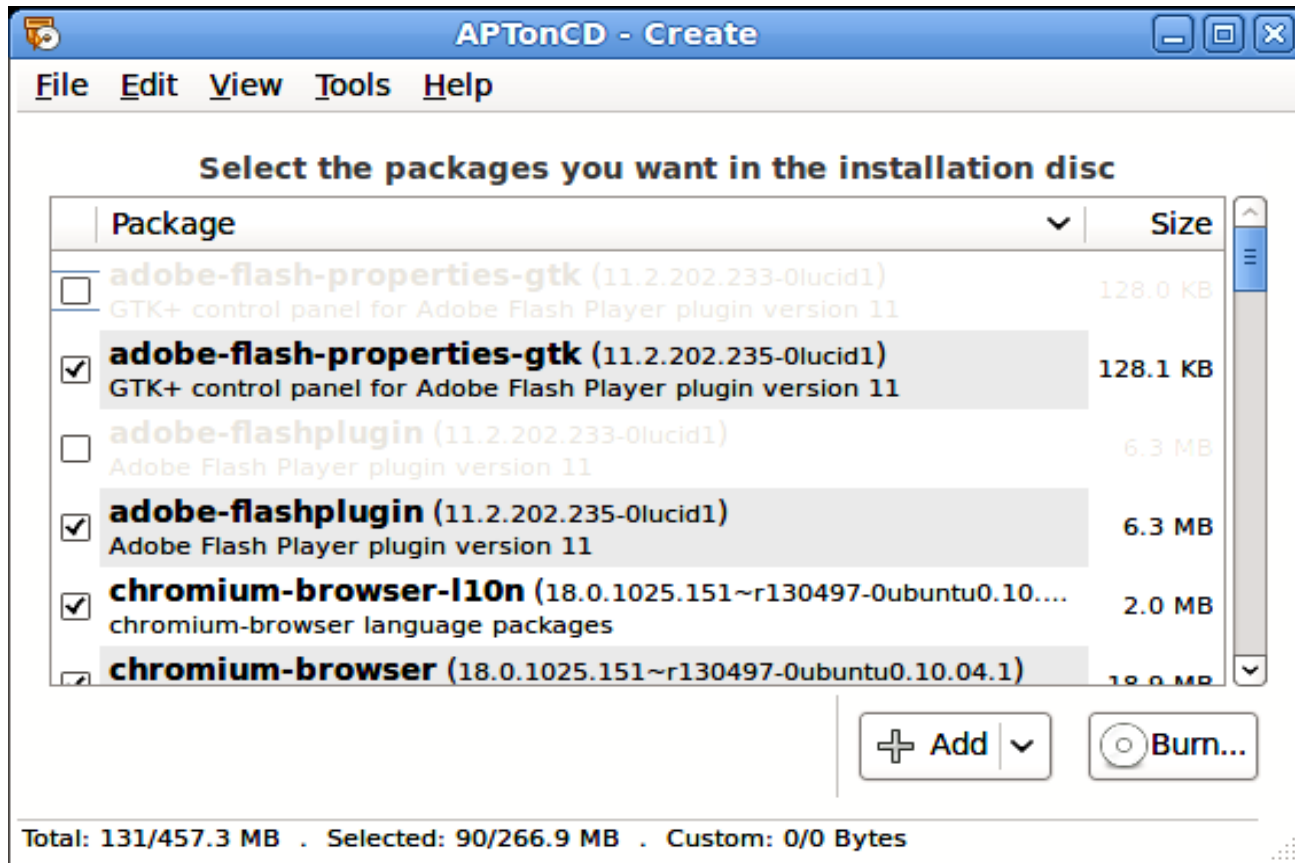 APTonCD - Create
File Edit View Tools Help
Select the packages you want in the installation disc
Package Size
adobe-flash-properties-gtk (11.2.202.233-0lucid1) 128.0 KB
GTK+ control panel for Adobe Flash Player plugin version 11
adobe-flash-properties-gtk (11.2.202.235-0lucid1) 128.1 KB
GTK+ control panel for Adobe Flash Player plugin version 11
adobe-flashplugin (11.2.202.233-0lucid1) 6.3 MB
Adobe Flash Player plugin version 11
adobe-flashplugin (11.2.202.235-0lucid1) 6.3 MB
Adobe Flash Player plugin version 11
chromium-browser-l10n (18.0.1025.151~r130497-0ubuntu0.10.... 2.0 MB
chromium-browser language packages
chromium-browser (18.0.1025.151~r130497-0ubuntu0.10.04.1) 18.9 MB
Add Burn...
Total: 131/457.3 MB . Selected: 90/266.9 MB . Custom: 0/0 Bytes